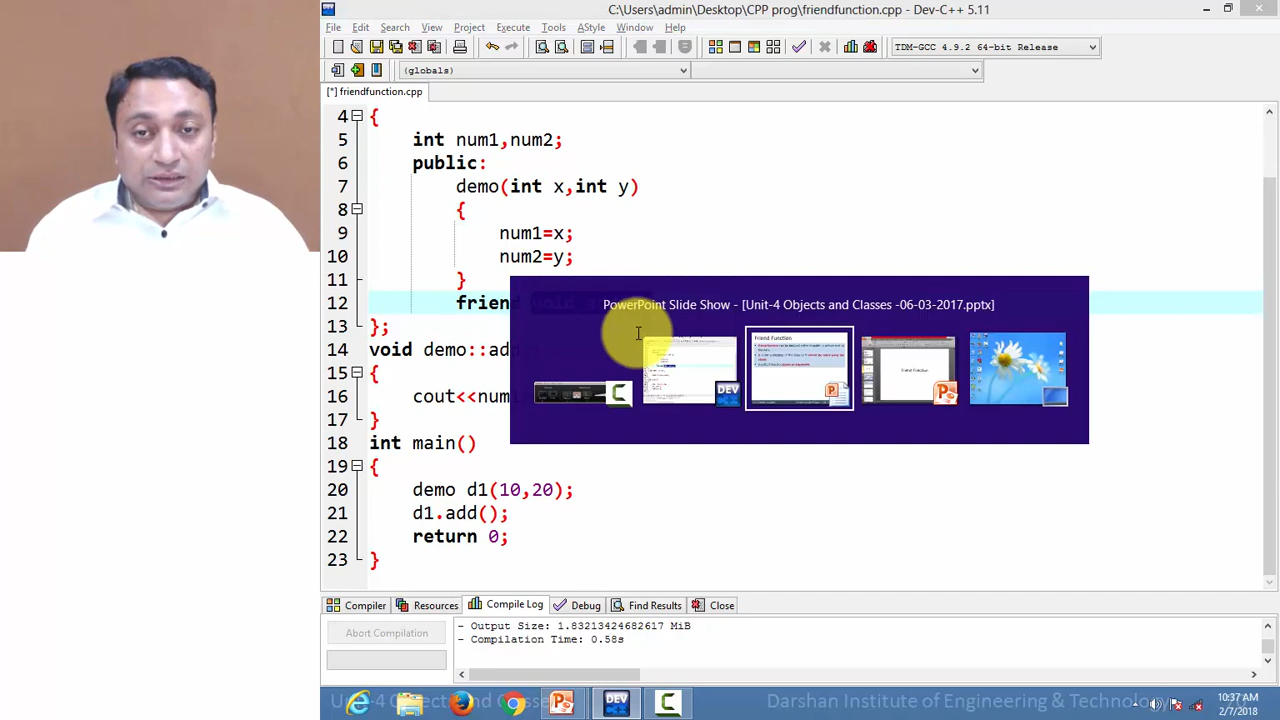 C:\Users\admin\Desktop\CPP prog\friendfunction.cpp - Dev-C++ 5.11
File Edit Search View Project Execute Tools AStyle Window Help
TDM-GCC 4.9.2 64-bit Release
(globals)
[*] friendfunction.cpp
4 {
5 int num1,num2;
6 public:
7 demo(int x,int y)
8 {
9 num1=x;
10 num2=y;
11 }
12 frien
PowerPoint Slide Show - [Unit-4 Objects and Classes -06-03-2017.pptx]
Friend Function
DEV
Friend Function
13 };
14 void demo::ad
15 {
16 cout<<num
17 }
18 int main()
19 {
20 demo d1(10,20);
21 d1.add();
22 return 0;
23 }
Compiler Resources Compile Log Debug Find Results Close
Abort Compilation
- Output Size: 1.83213424682617 MiB
- Compilation Time: 0.58s
DEV
Darshan Institute of Engineering & Technology
10:37 AM
2/7/2018